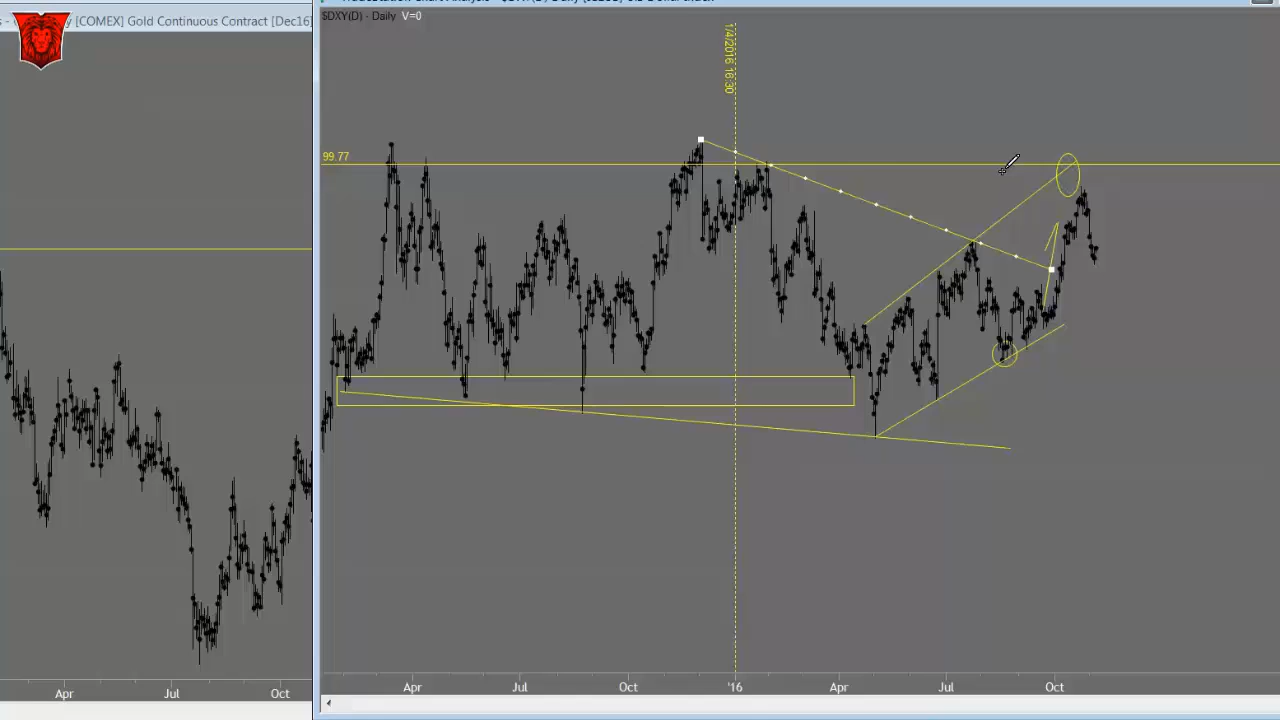 [COMEX] Gold Continuous Contract [Dec16]
$DXY(D) - Daily V=0
1/4/2016 16:30
99.77
Apr Jul Oct
Apr Jul Oct '16 Apr Jul Oct